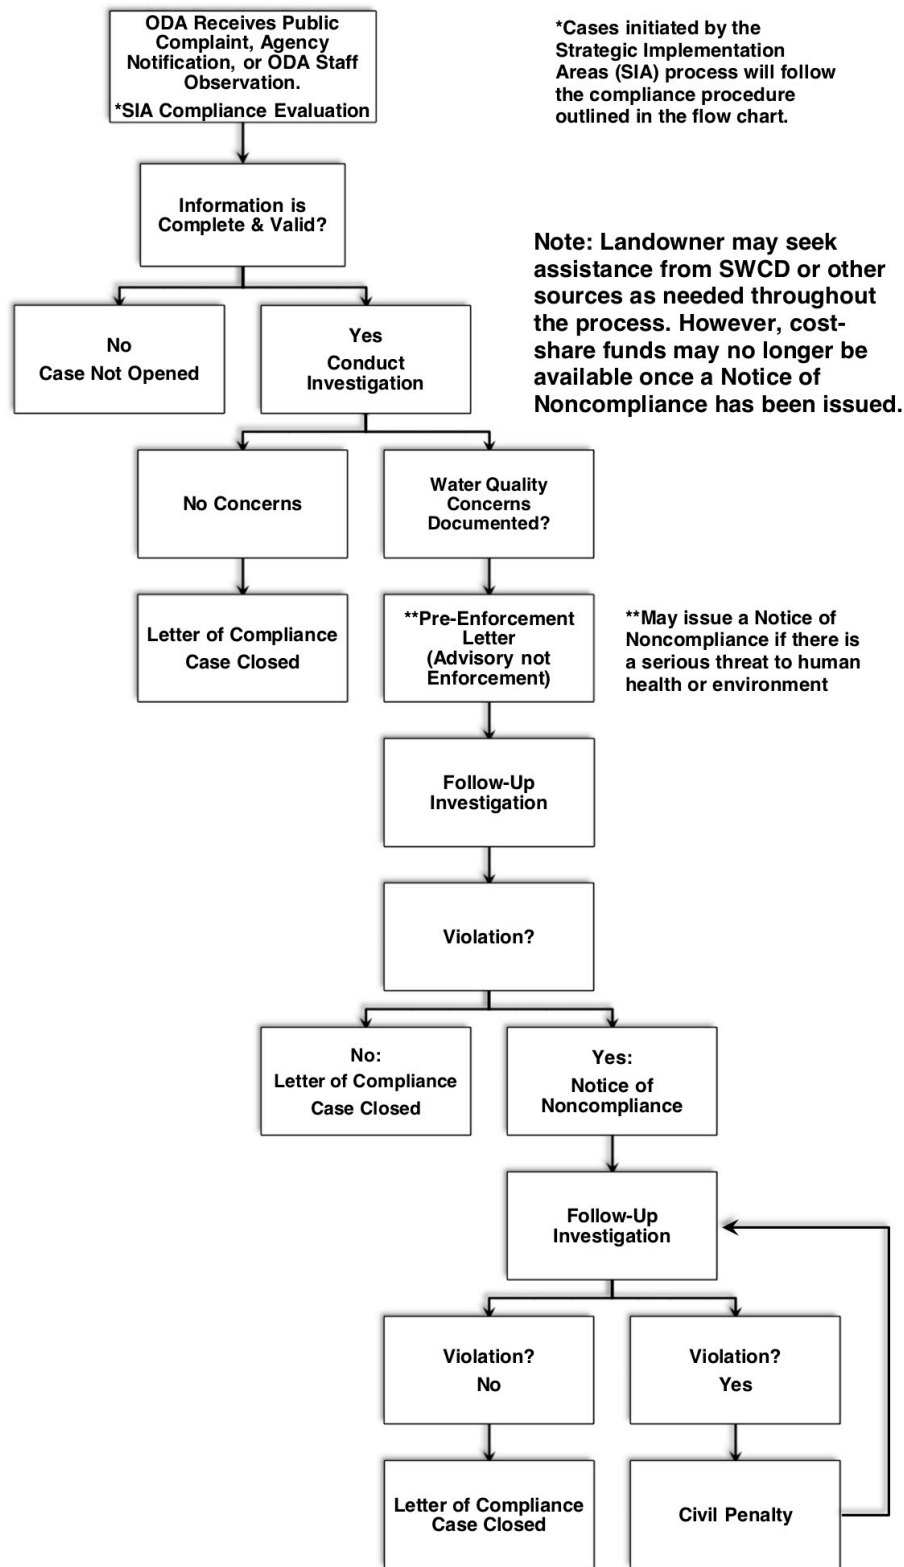 ODA Receives Public
Complaint, Agency
Notification, or ODA Staff
Observation.
*SIA Compliance Evaluation
*Cases initiated by the
Strategic Implementation
Areas (SIA) process will follow
the compliance procedure
outlined in the flow chart.
Information is
Complete & Valid?
Note: Landowner may seek
assistance from SWCD or other
sources as needed throughout
the process. However, cost-
share funds may no longer be
available once a Notice of
Noncompliance has been issued.
No
Case Not Opened
Yes
Conduct
Investigation
No Concerns
Water Quality
Concerns
Documented?
Letter of Compliance
Case Closed
**Pre-Enforcement
Letter
(Advisory not
Enforcement)
**May issue a Notice of
Noncompliance if there is
a serious threat to human
health or environment
Follow-Up
Investigation
Violation?
No:
Letter of Compliance
Case Closed
Yes:
Notice of
Noncompliance
Follow-Up
Investigation
Violation?
No
Violation?
Yes
Letter of Compliance
Case Closed
Civil Penalty